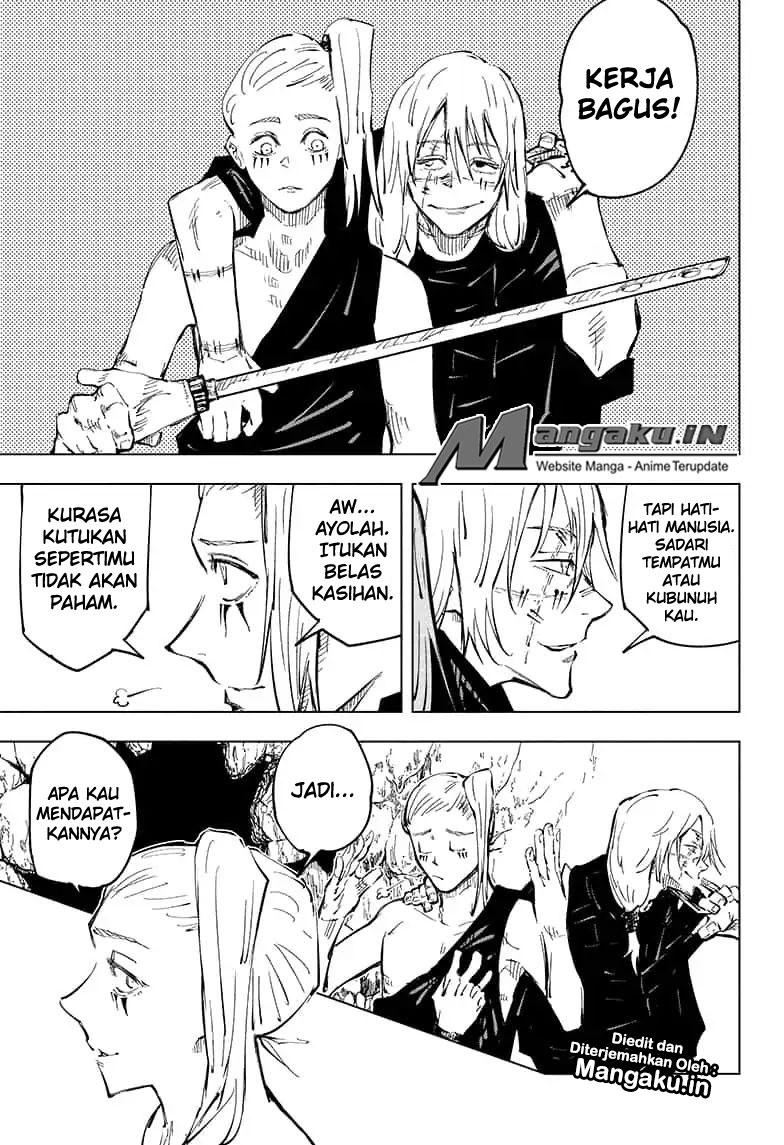 KERJA
BAGUS!
Mangaku.IN
Website Manga - Anime Terupdate
TAPI HATI-
HATI MANUSIA.
SADARI
TEMPATMU
ATAU
KUBUNUH
KAU.
AW...
AYOLAH.
ITUKAN
BELAS
KASIHAN.
KURASA
KUTUKAN
SEPERTIMU
TIDAK AKAN
PAHAM.
JADI...
APA KAU
MENDAPAT-
KANNYA?
Diedit dan
Diterjemahkan Oleh :
Mangaku.in